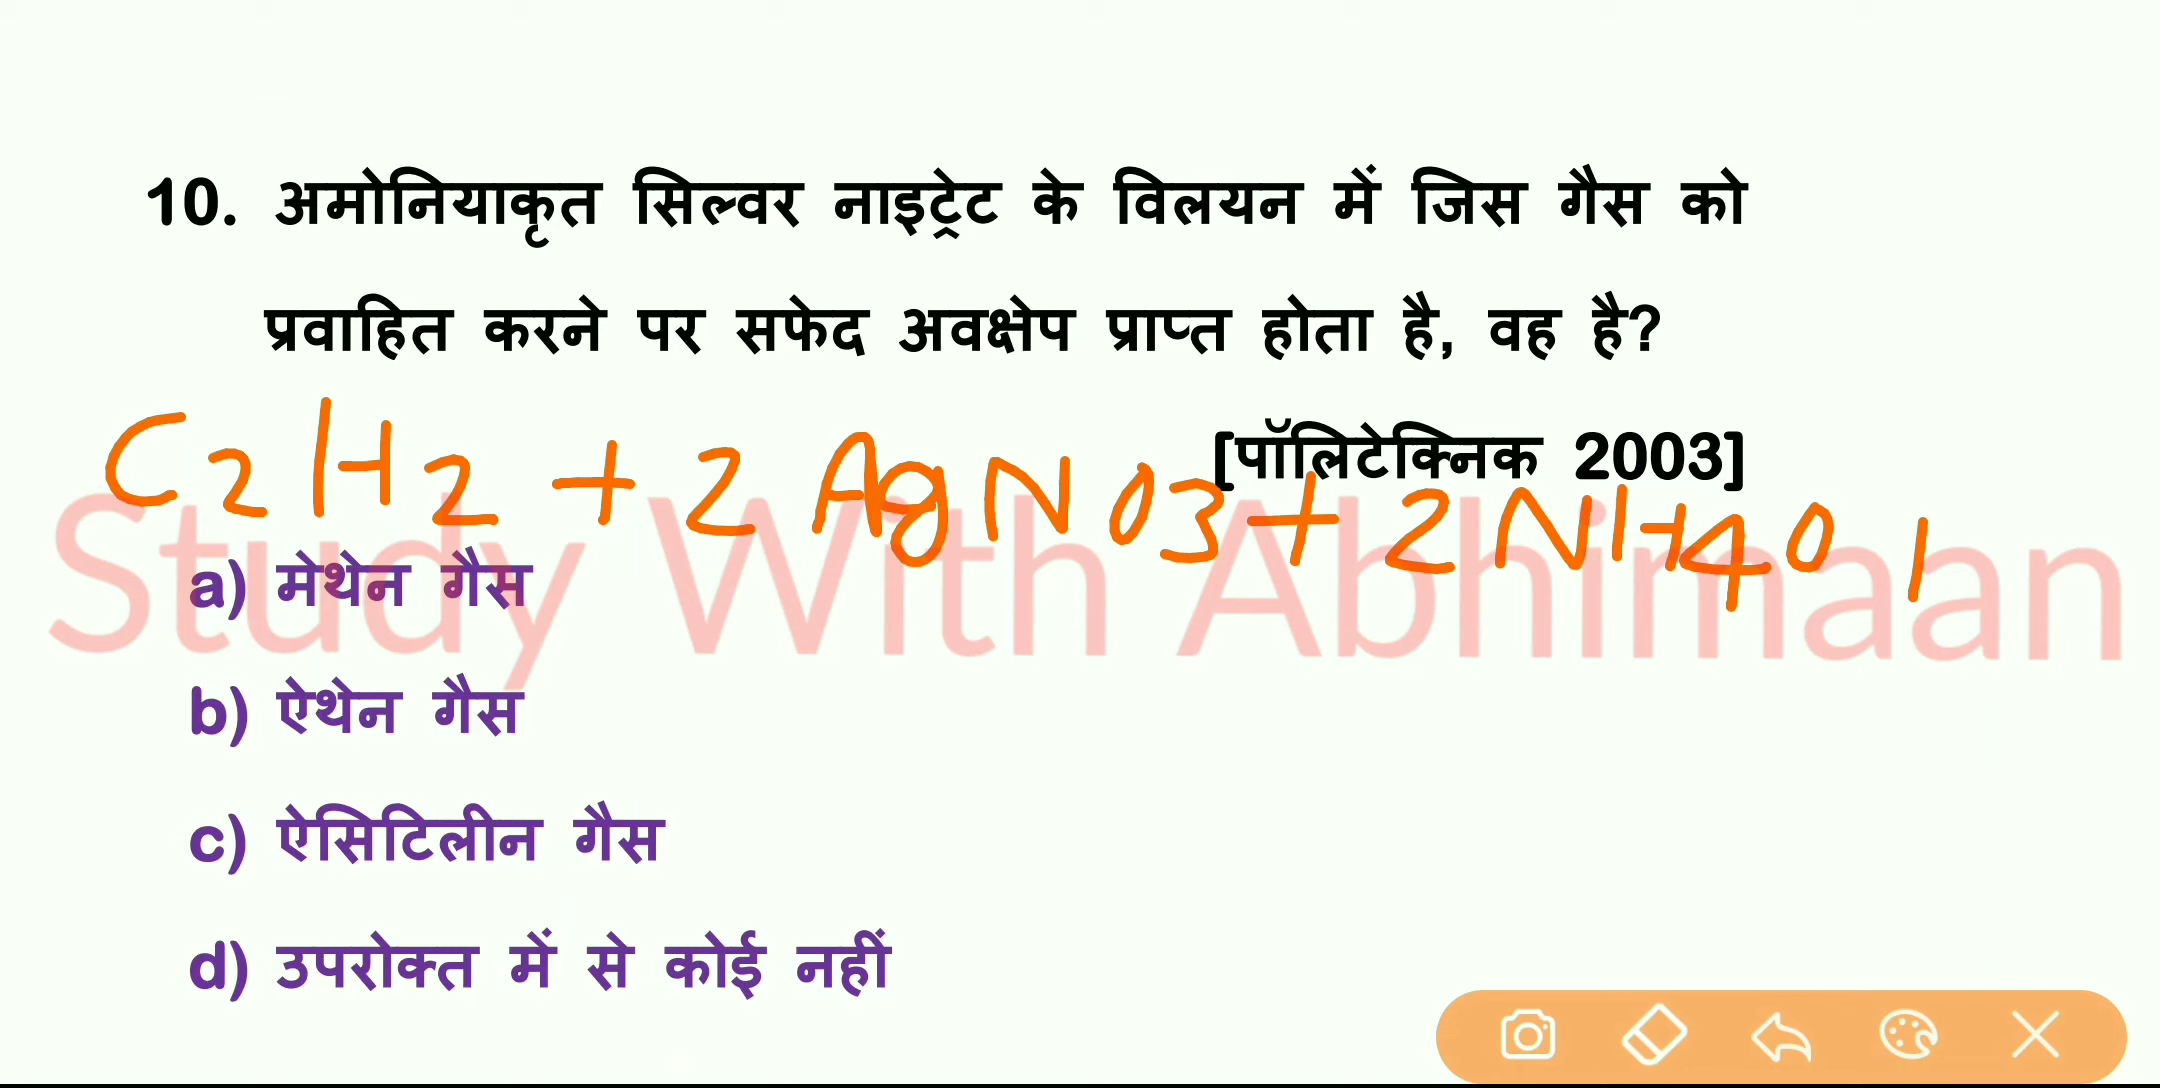 10. अमोनियाकृत सिल्वर नाइट्रेट के विलयन में जिस गैस को
प्रवाहित करने पर सफेद अवक्षेप प्राप्त होता है, वह है?
[पॉलिटेक्निक 2003]
C2H2 + 2AgNO3 + 2NH4O
Study With Abhimaan
a) मेथेन गैस
b) ऐथेन गैस
c) ऐसिटिलीन गैस
d) उपरोक्त में से कोई नहीं